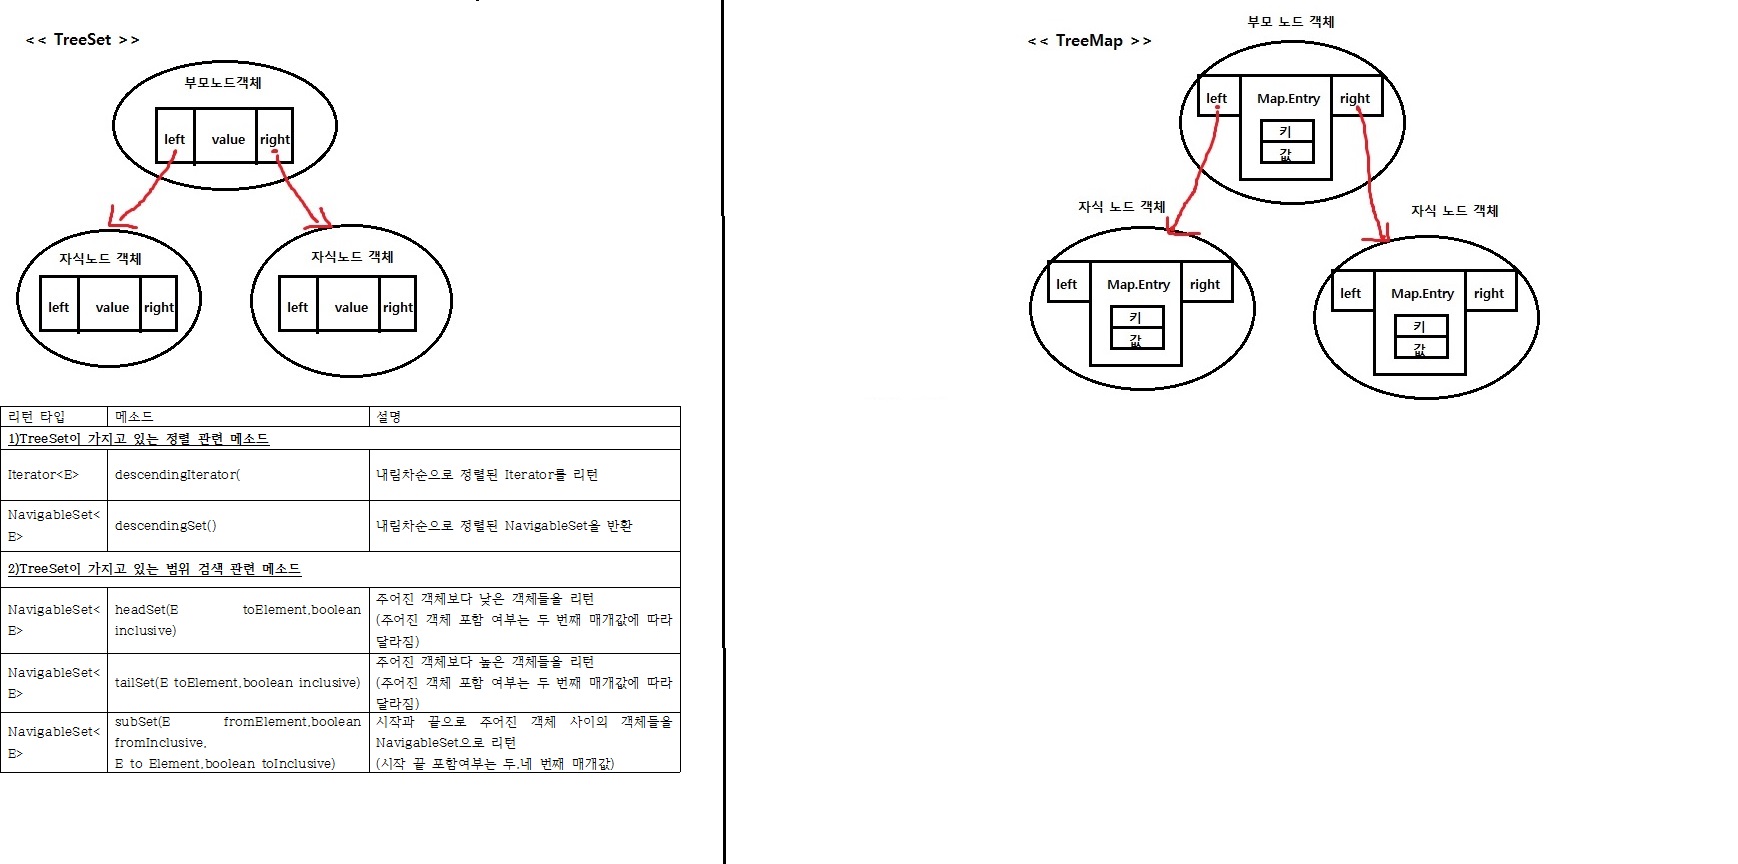 << TreeSet >>
부모노드객체
left value right
자식노드 객체
left value right
자식노드 객체
left value right
리턴 타입 메소드 설명
1)TreeSet이 가지고 있는 정렬 관련 메소드
Iterator<E> descendingIterator( 내림차순으로 정렬된 Iterator를 리턴
NavigableSet<
E>
descendingSet() 내림차순으로 정렬된 NavigableSet을 반환
2)TreeSet이 가지고 있는 범위 검색 관련 메소드
NavigableSet<
E>
headSet(E toElement,boolean
inclusive)
주어진 객체보다 낮은 객체들을 리턴
(주어진 객체 포함 여부는 두 번째 매개값에 따라
달라짐)
NavigableSet<
E>
tailSet(E toElement,boolean inclusive)
주어진 객체보다 높은 객체들을 리턴
(주어진 객체 포함 여부는 두 번째 매개값에 따라
달라짐)
NavigableSet<
E>
subSet(E fromElement,boolean
fromInclusive,
E to Element,boolean toInclusive)
시작과 끝으로 주어진 객체 사이의 객체들을
NavigableSet으로 리턴
(시작 끝 포함여부는 두,네 번째 매개값)
<< TreeMap >>
부모 노드 객체
left Map.Entry right
키
값
자식 노드 객체
left Map.Entry right
키
값
자식 노드 객체
left Map.Entry right
키
값